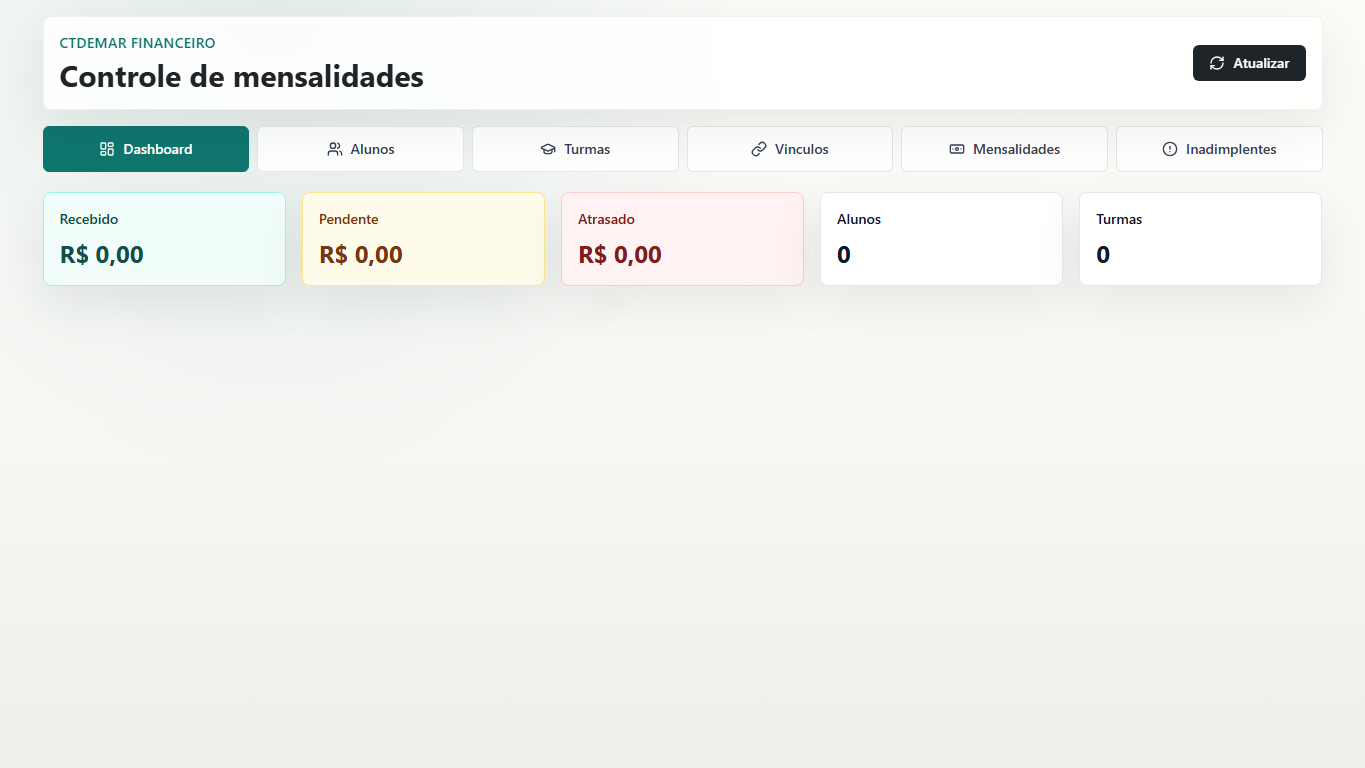 CTDEMAR FINANCEIRO
Controle de mensalidades
Atualizar
Dashboard
Alunos
Turmas
Vinculos
Mensalidades
Inadimplentes
Recebido
R$ 0,00
Pendente
R$ 0,00
Atrasado
R$ 0,00
Alunos
0
Turmas
0